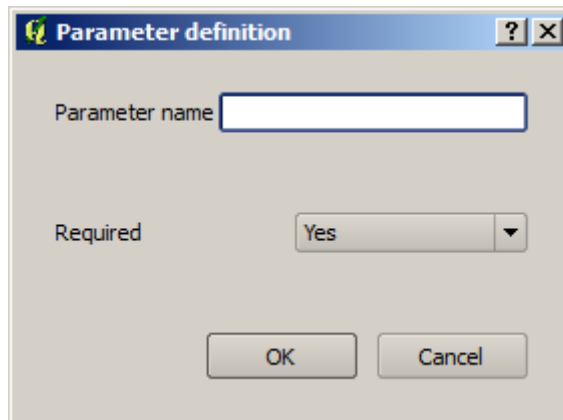 Parameter definition
Parameter name
Required Yes
OK Cancel